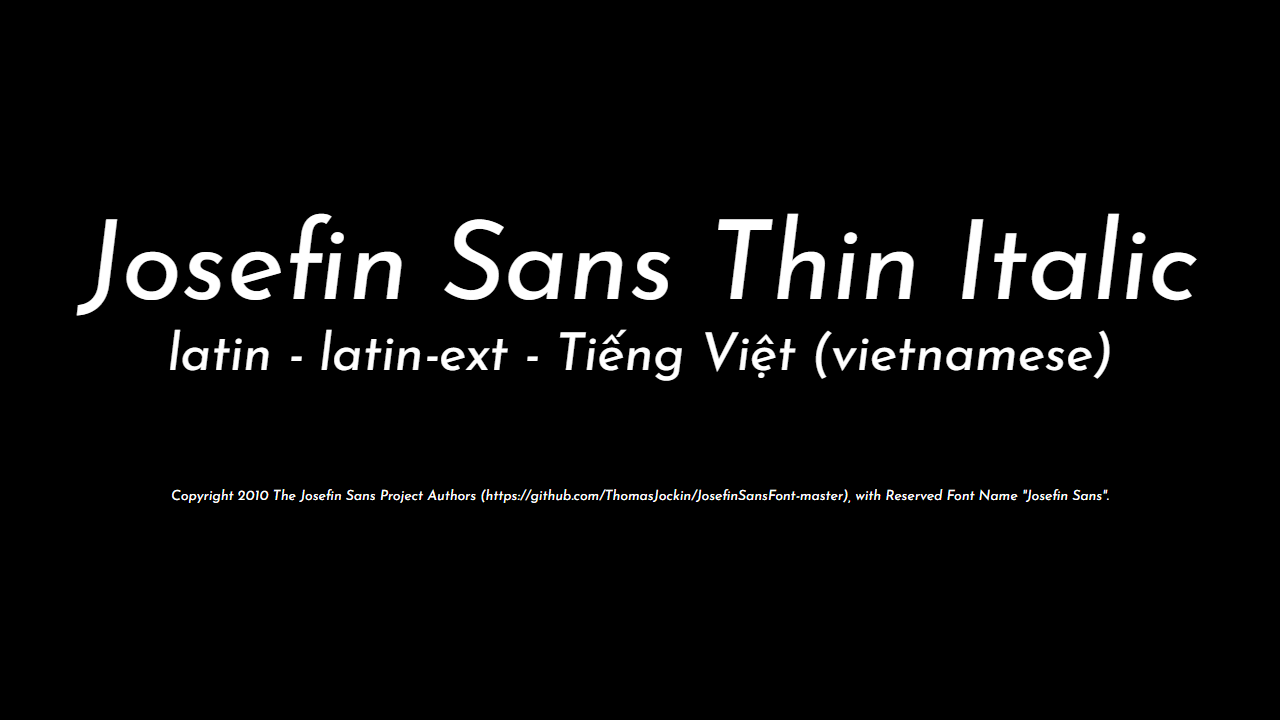 Josefin Sans Thin Italic
latin - latin-ext - Tiếng Việt (vietnamese)
Copyright 2010 The Josefin Sans Project Authors (https://github.com/ThomasJockin/JosefinSansFont-master), with Reserved Font Name "Josefin Sans".